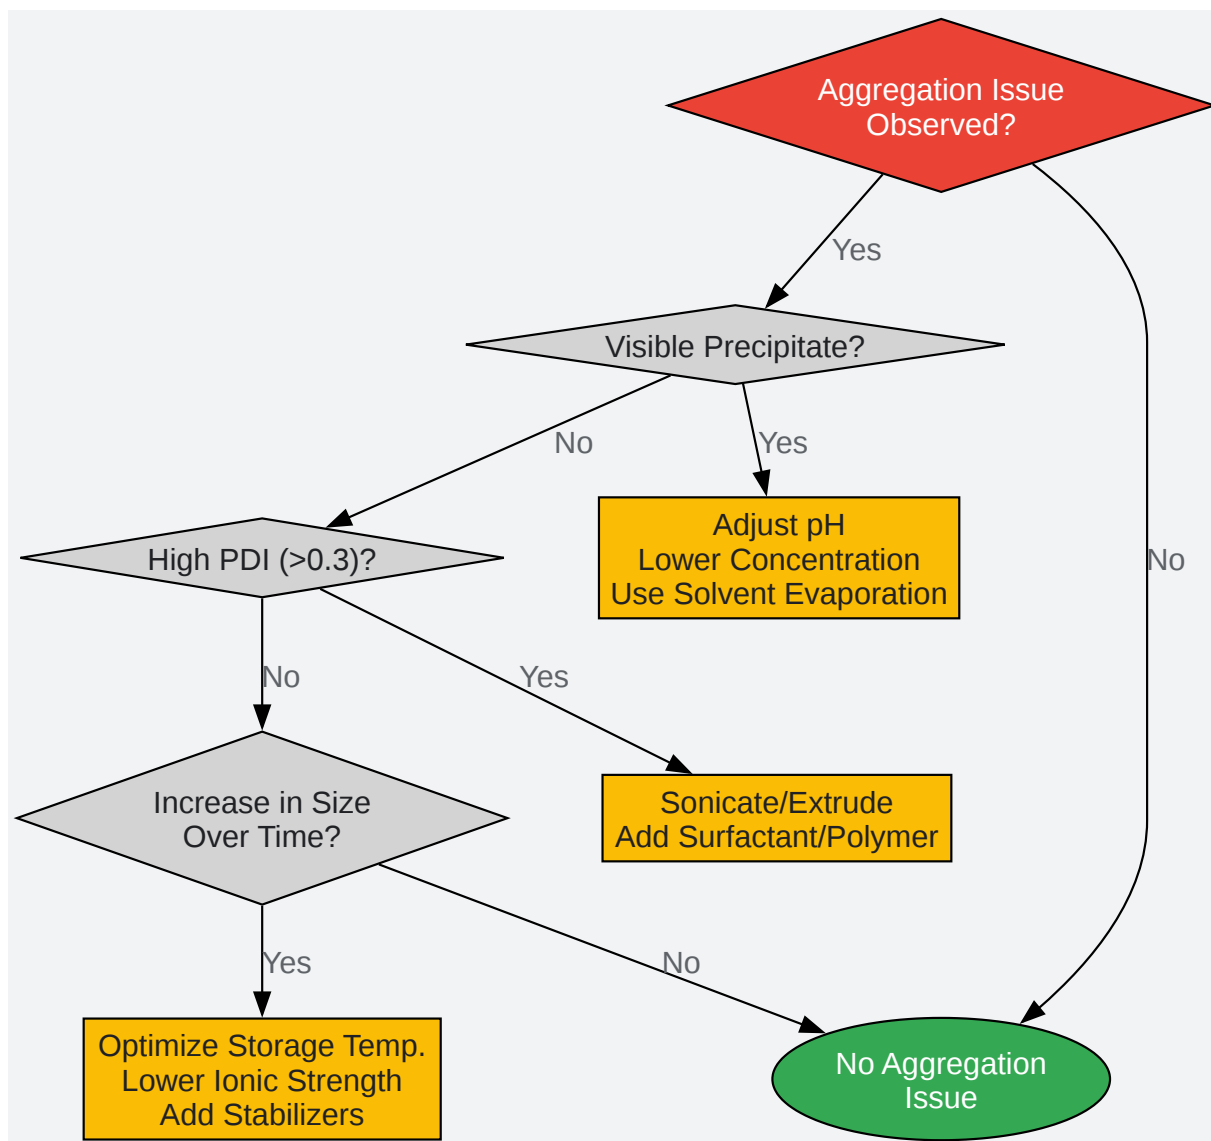 Aggregation Issue
Observed?
Yes
Visible Precipitate?
No
Yes
Adjust pH
Lower Concentration
Use Solvent Evaporation
High PDI (>0.3)?
No
No
Yes
Increase in Size
Over Time?
Sonicate/Extrude
Add Surfactant/Polymer
Yes
No
Optimize Storage Temp.
Lower Ionic Strength
Add Stabilizers
No Aggregation
Issue